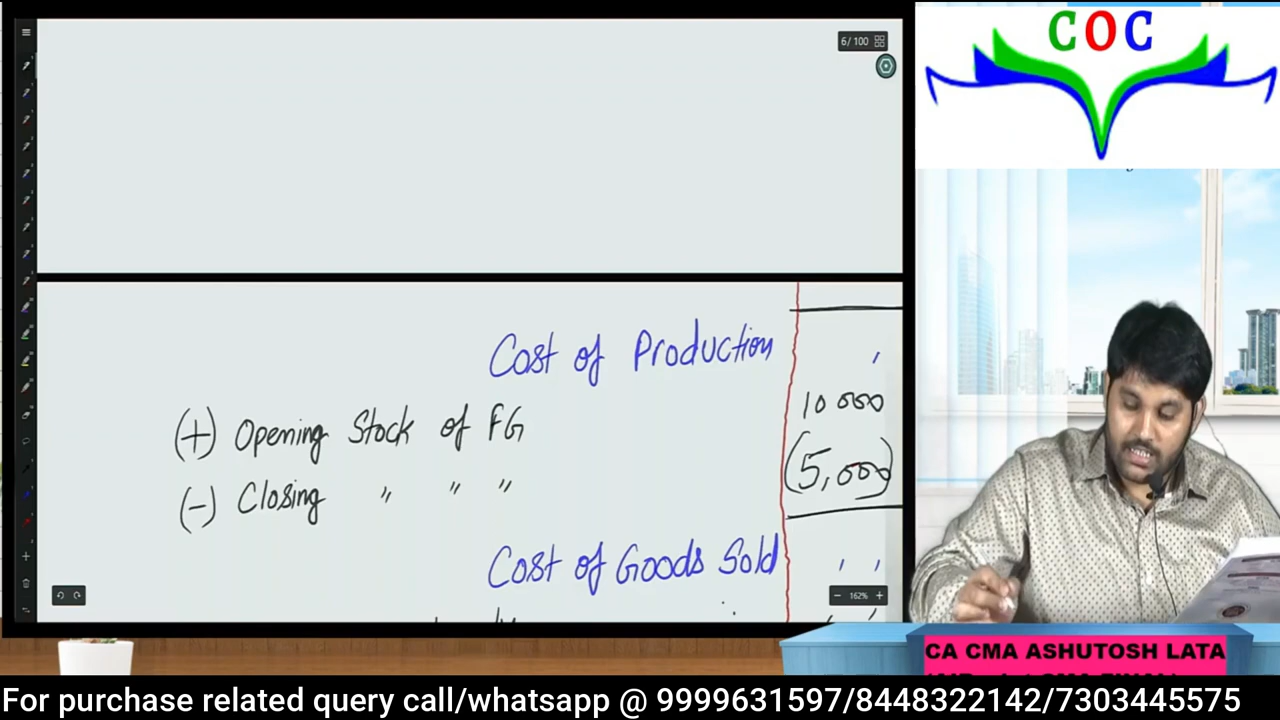 6/100
COC
Cost of Production ,
(+) Opening Stock of FG 10 000
(-) Closing " " " (5,000)
Cost of Goods Sold , ,
162%
CA CMA ASHUTOSH LATA
For purchase related query call/whatsapp @ 9999631597/8448322142/7303445575